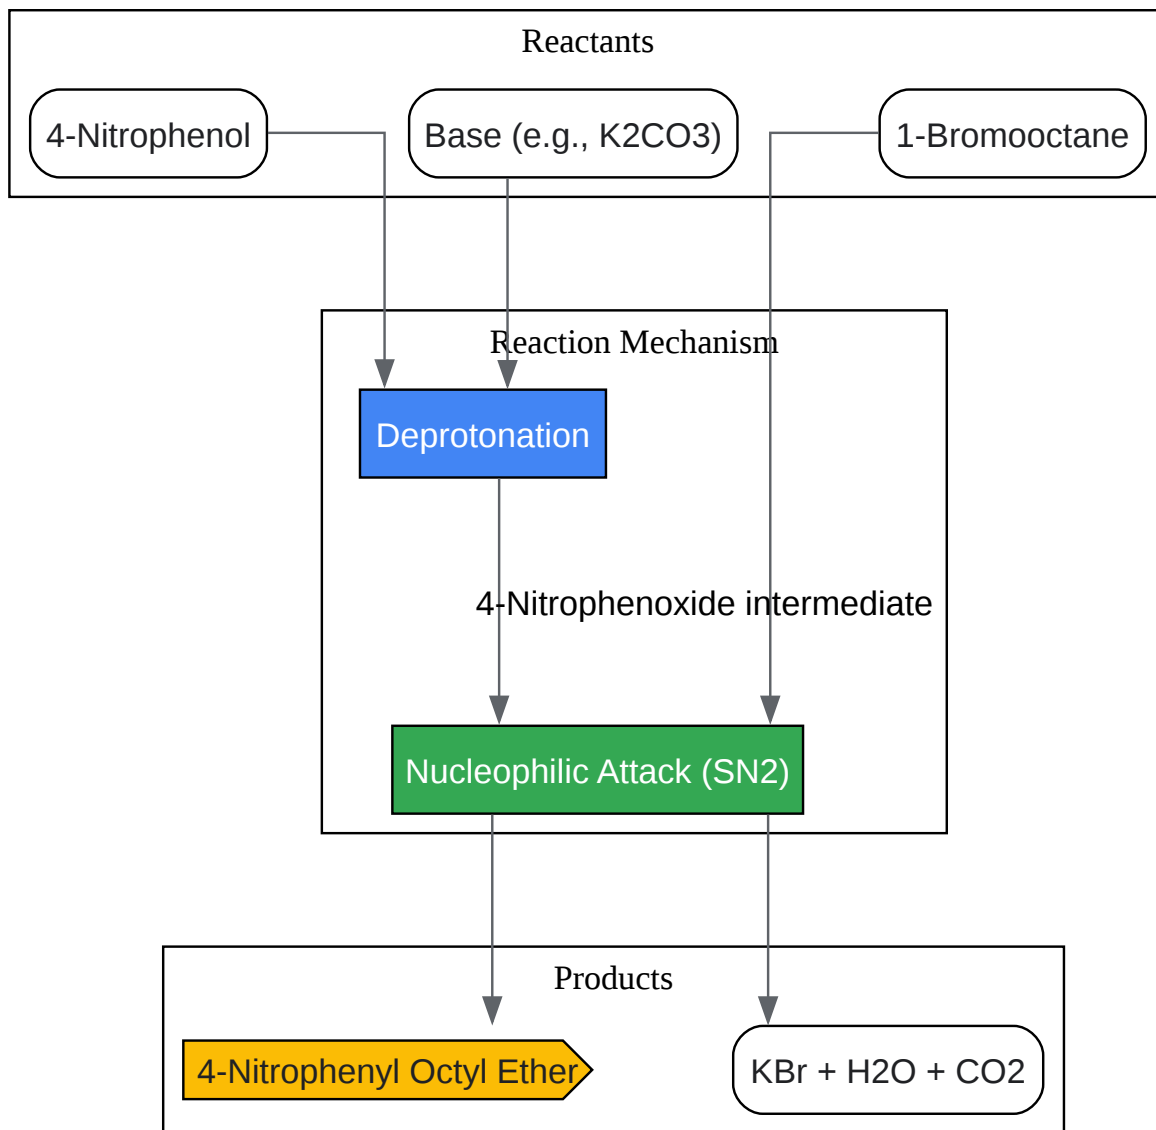 Reactants
4-Nitrophenol
Base (e.g., K2CO3)
1-Bromooctane
Reaction Mechanism
Deprotonation
4-Nitrophenoxide intermediate
Nucleophilic Attack (SN2)
Products
4-Nitrophenyl Octyl Ether
KBr + H2O + CO2